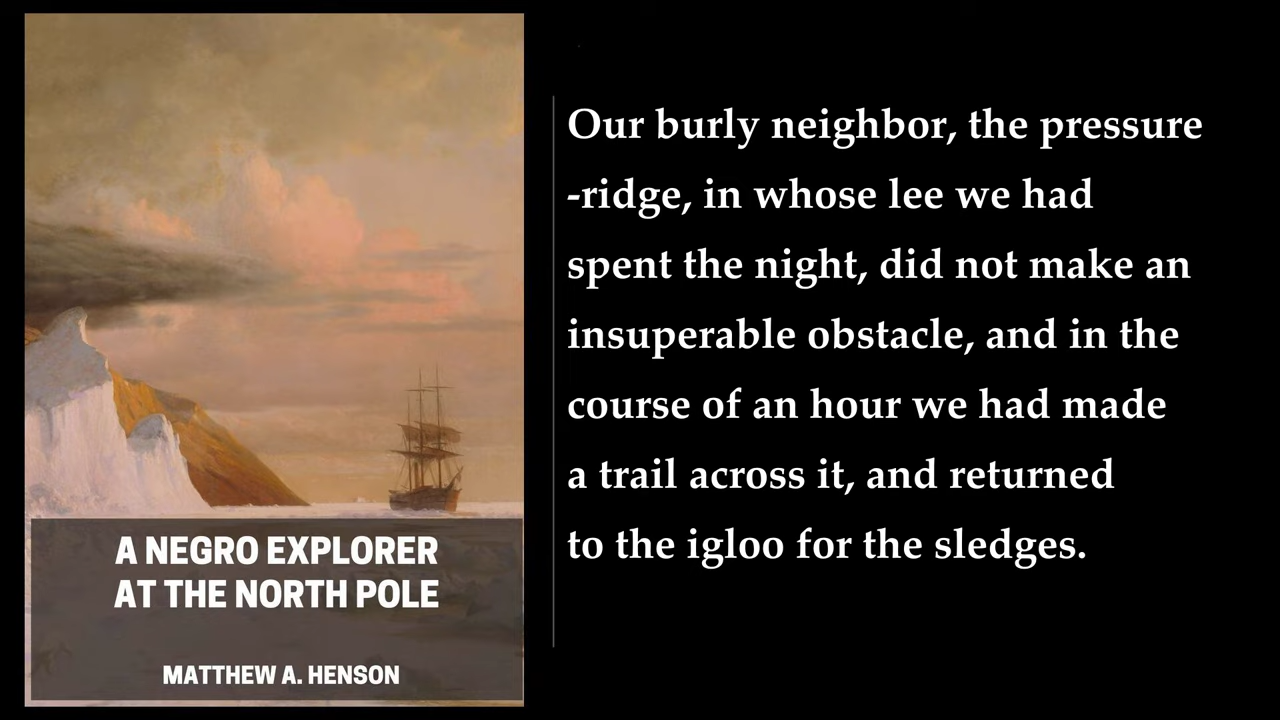 A NEGRO EXPLORER
AT THE NORTH POLE
MATTHEW A. HENSON
Our burly neighbor, the pressure
-ridge, in whose lee we had
spent the night, did not make an
insuperable obstacle, and in the
course of an hour we had made
a trail across it, and returned
to the igloo for the sledges.